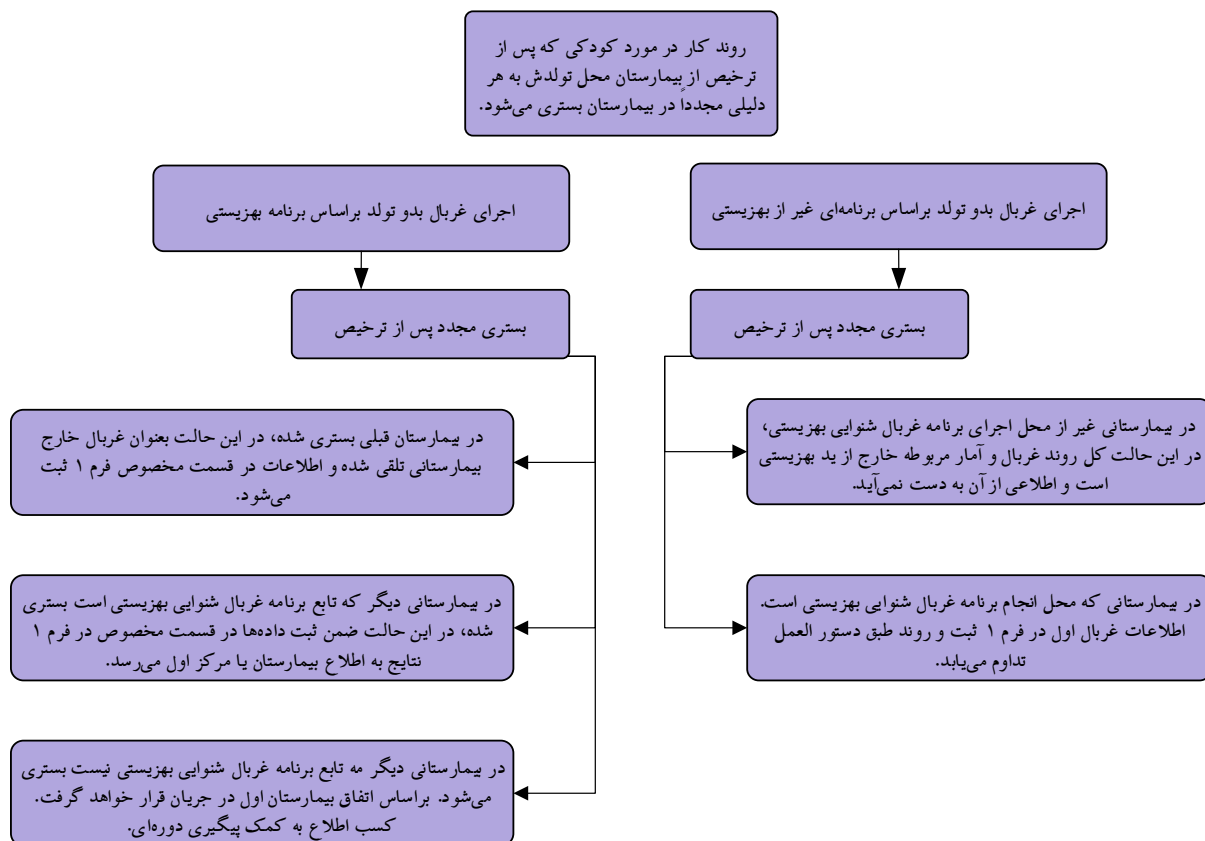 روند کار در مورد کودکی که پس از
ترخیص از بیمارستان محل تولدش به هر
دلیلی مجدداً در بیمارستان بستری می‌شود.
اجرای غربال بدو تولد براساس برنامه‌ای غیر از بهزیستی
اجرای غربال بدو تولد براساس برنامه بهزیستی
بستری مجدد پس از ترخیص
بستری مجدد پس از ترخیص
در بیمارستانی غیر از محل اجرای برنامه غربال شنوایی بهزیستی،
در این حالت کل روند غربال و آمار مربوطه خارج از ید بهزیستی
است و اطلاعی از آن به دست نمی‌آید.
در بیمارستانی که محل انجام برنامه غربال شنوایی بهزیستی است.
اطلاعات غربال اول در فرم ۱ ثبت و روند طبق دستور العمل
تداوم می‌یابد.
در بیمارستان قبلی بستری شده، در این حالت بعنوان غربال خارج
بیمارستانی تلقی شده و اطلاعات در قسمت مخصوص فرم ۱ ثبت
می‌شود.
در بیمارستانی دیگر که تابع برنامه غربال شنوایی بهزیستی است بستری
شده، در این حالت ضمن ثبت داده‌ها در قسمت مخصوص در فرم ۱
نتایج به اطلاع بیمارستان یا مرکز اول می‌رسد.
در بیمارستانی دیگر مه تابع برنامه غربال شنوایی بهزیستی نیست بستری
می‌شود. براساس اتفاق بیمارستان اول در جریان قرار خواهد گرفت.
کسب اطلاع به کمک پیگیری دوره‌ای.